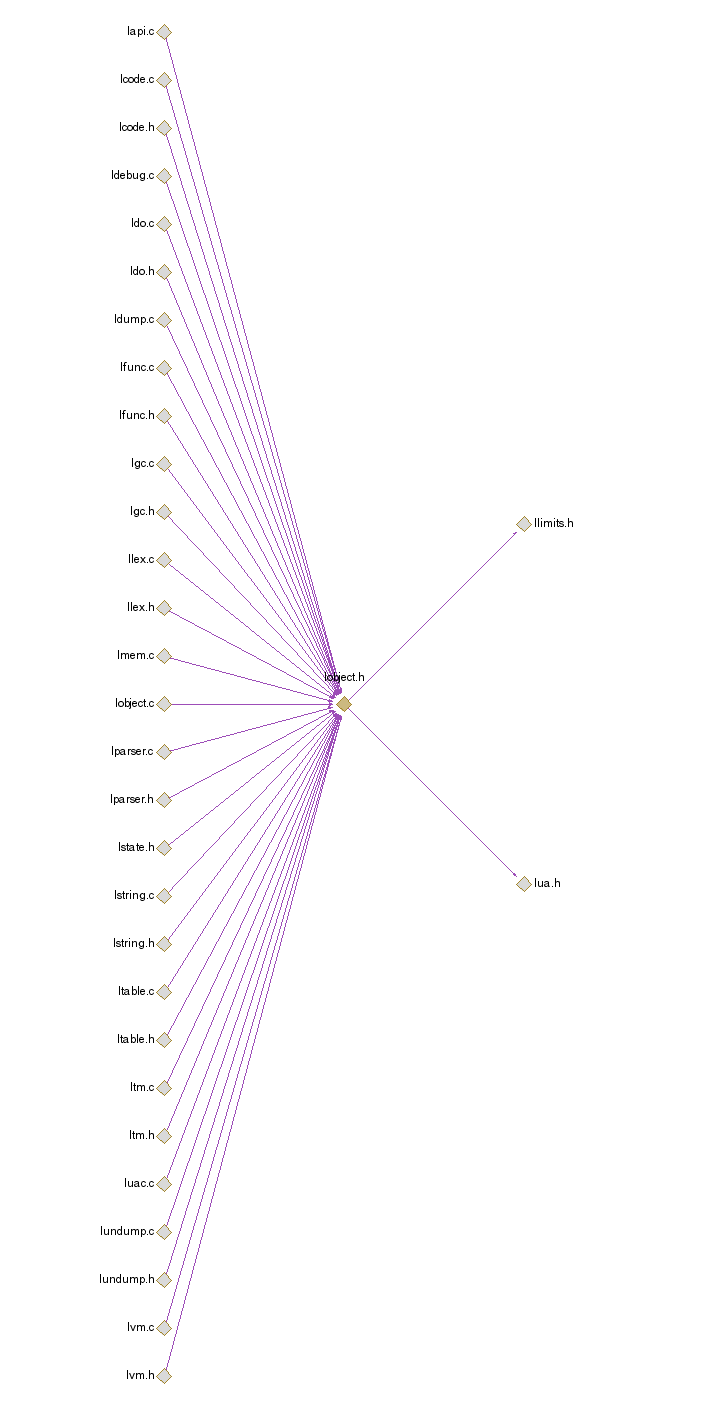 lapi.c
lcode.c
lcode.h
ldebug.c
ldo.c
ldo.h
ldump.c
lfunc.c
lfunc.h
lgc.c
lgc.h
llimits.h
llex.c
llex.h
lmem.c
lobject.h
lobject.c
lparser.c
lparser.h
lstate.h
lua.h
lstring.c
lstring.h
ltable.c
ltable.h
ltm.c
ltm.h
luac.c
lundump.c
lundump.h
lvm.c
lvm.h